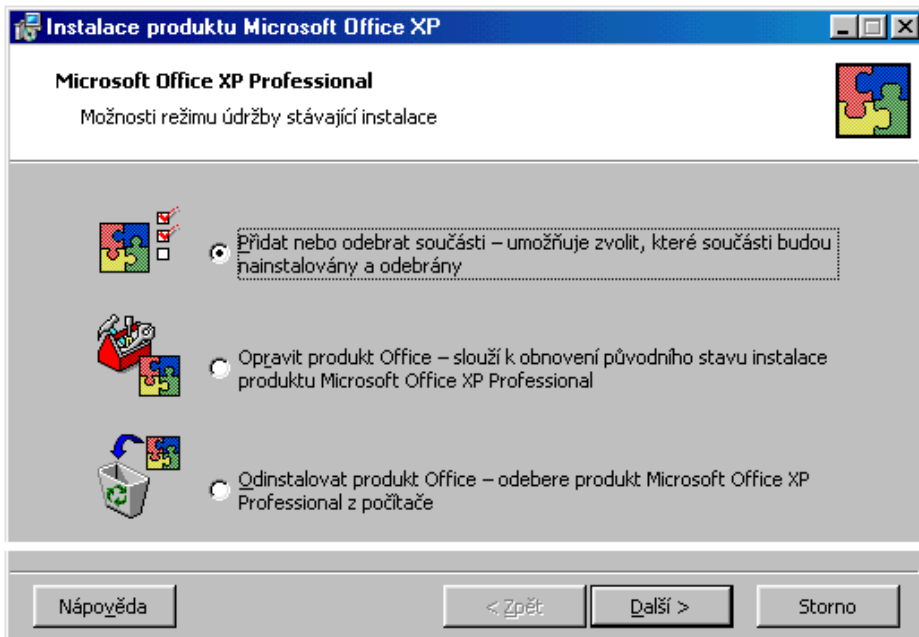 Instalace produktu Microsoft Office XP
Microsoft Office XP Professional
Možnosti režimu údržby stávající instalace
Přidat nebo odebrat součásti – umožňuje zvolit, které součásti budou
nainstalovány a odebrány
Opravit produkt Office – slouží k obnovení původního stavu instalace
produktu Microsoft Office XP Professional
Odinstalovat produkt Office – odebere produkt Microsoft Office XP
Professional z počítače
Nápověda
< Zpět
Další >
Storno